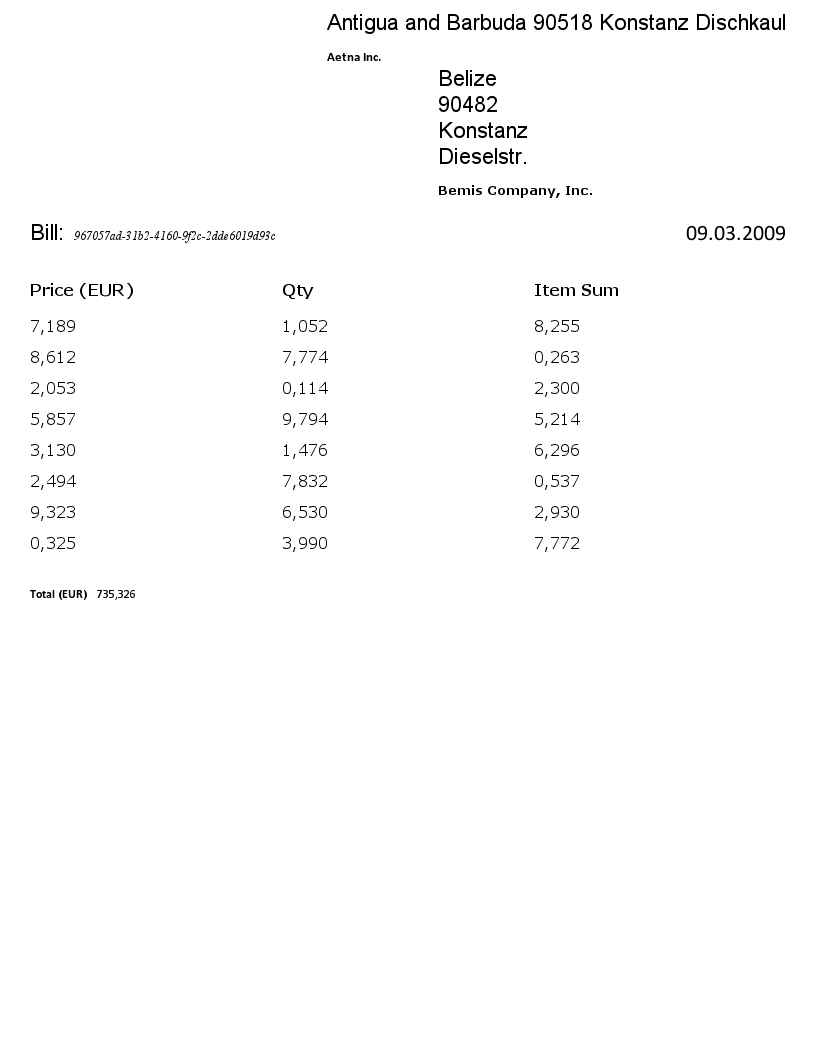 Antigua and Barbuda 90518 Konstanz Dischkaul
Aetna Inc.
Belize
90482
Konstanz
Dieselstr.
Bemis Company, Inc.
Bill: 967057ad-31b2-4160-9f2c-2dde6019d93c 09.03.2009
Price (EUR) Qty Item Sum
7,189 1,052 8,255
8,612 7,774 0,263
2,053 0,114 2,300
5,857 9,794 5,214
3,130 1,476 6,296
2,494 7,832 0,537
9,323 6,530 2,930
0,325 3,990 7,772
Total (EUR) 735,326